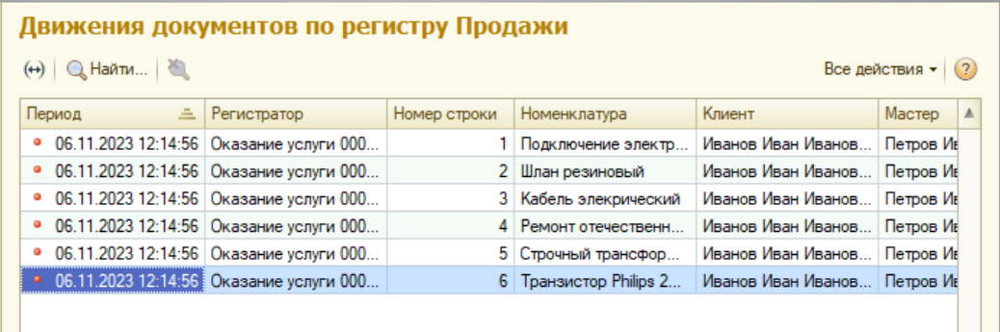 Движения документов по регистру Продажи
Найти... Все действия ?
Период Регистратор Номер строки Номенклатура Клиент Мастер
06.11.2023 12:14:56 Оказание услуги 000... 1 Подключение электр... Иванов Иван Иванов... Петров Ив
06.11.2023 12:14:56 Оказание услуги 000... 2 Шлан резиновый Иванов Иван Иванов... Петров Ив
06.11.2023 12:14:56 Оказание услуги 000... 3 Кабель элекрический Иванов Иван Иванов... Петров Ив
06.11.2023 12:14:56 Оказание услуги 000... 4 Ремонт отечественн... Иванов Иван Иванов... Петров Ив
06.11.2023 12:14:56 Оказание услуги 000... 5 Строчный трансфор... Иванов Иван Иванов... Петров Ив
06.11.2023 12:14:56 Оказание услуги 000... 6 Транзистор Philips 2... Иванов Иван Иванов... Петров Ив